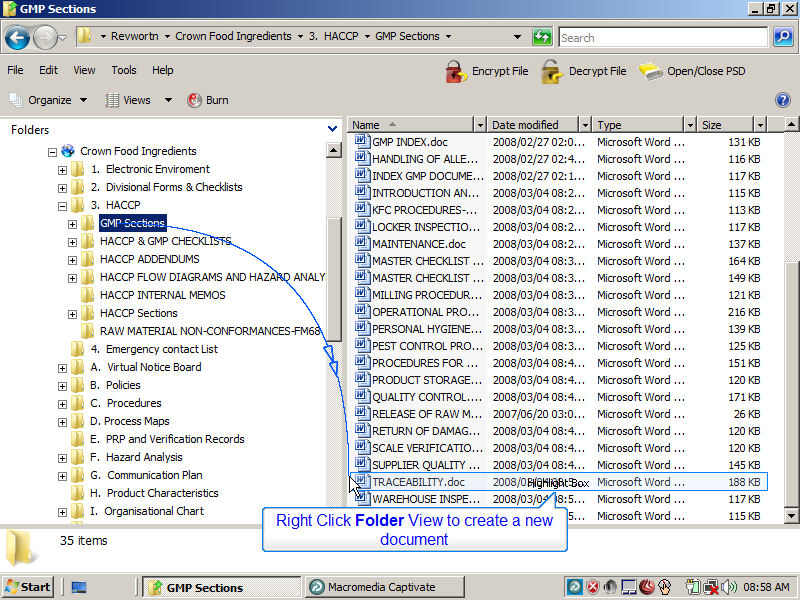 GMP Sections
Revwortn Crown Food Ingredients 3. HACCP GMP Sections Search
File Edit View Tools Help Encrypt File Decrypt File Open/Close PSD
Organize Views Burn
Folders
Crown Food Ingredients
1. Electronic Enviroment
2. Divisional Forms & Checklists
3. HACCP
GMP Sections
HACCP & GMP CHECKLISTS
HACCP ADDENDUMS
HACCP FLOW DIAGRAMS AND HAZARD ANALY
HACCP INTERNAL MEMOS
HACCP Sections
RAW MATERIAL NON-CONFORMANCES-FM68
4. Emergency contact List
A. Virtual Notice Board
B. Policies
C. Procedures
D. Process Maps
E. PRP and Verification Records
F. Hazard Analysis
G. Communication Plan
H. Product Characteristics
I. Organisational Chart
Name Date modified Type Size
GMP INDEX.doc 2008/02/27 02:0... Microsoft Word ... 131 KB
HANDLING OF ALLE... 2008/02/27 02:4... Microsoft Word ... 116 KB
INDEX GMP DOCUME... 2008/02/27 02:1... Microsoft Word ... 117 KB
INTRODUCTION AN... 2008/03/04 08:3... Microsoft Word ... 115 KB
KFC PROCEDURES-... 2008/03/04 08:2... Microsoft Word ... 113 KB
LOCKER INSPECTIO... 2008/03/04 08:3... Microsoft Word ... 117 KB
MAINTENANCE.doc 2008/03/04 08:2... Microsoft Word ... 137 KB
MASTER CHECKLIST ... 2008/03/04 08:3... Microsoft Word ... 164 KB
MASTER CHECKLIST ... 2008/03/04 08:3... Microsoft Word ... 149 KB
MILLING PROCEDUR... 2008/03/04 08:3... Microsoft Word ... 121 KB
OPERATIONAL PRO... 2008/03/04 08:3... Microsoft Word ... 216 KB
PERSONAL HYGIENE... 2008/03/04 08:3... Microsoft Word ... 139 KB
PEST CONTROL PRO... 2008/03/04 08:3... Microsoft Word ... 125 KB
PROCEDURES FOR ... 2008/03/04 08:4... Microsoft Word ... 151 KB
PRODUCT STORAGE... 2008/03/04 08:4... Microsoft Word ... 120 KB
QUALITY CONTROL.... 2008/03/04 08:4... Microsoft Word ... 171 KB
RELEASE OF RAW M... 2007/06/20 03:0... Microsoft Word ... 26 KB
RETURN OF DAMAG... 2008/03/04 08:4... Microsoft Word ... 120 KB
SCALE VERIFICATIO... 2008/03/04 08:4... Microsoft Word ... 120 KB
SUPPLIER QUALITY ... 2008/03/04 08:4... Microsoft Word ... 145 KB
TRACEABILITY.doc Highlight Box Microsoft Word ... 188 KB
WAREHOUSE INSPE... Microsoft Word ... 117 KB
Microsoft Word ... 115 KB
Right Click Folder View to create a new
document
35 items
Start GMP Sections Macromedia Captivate 08:58 AM